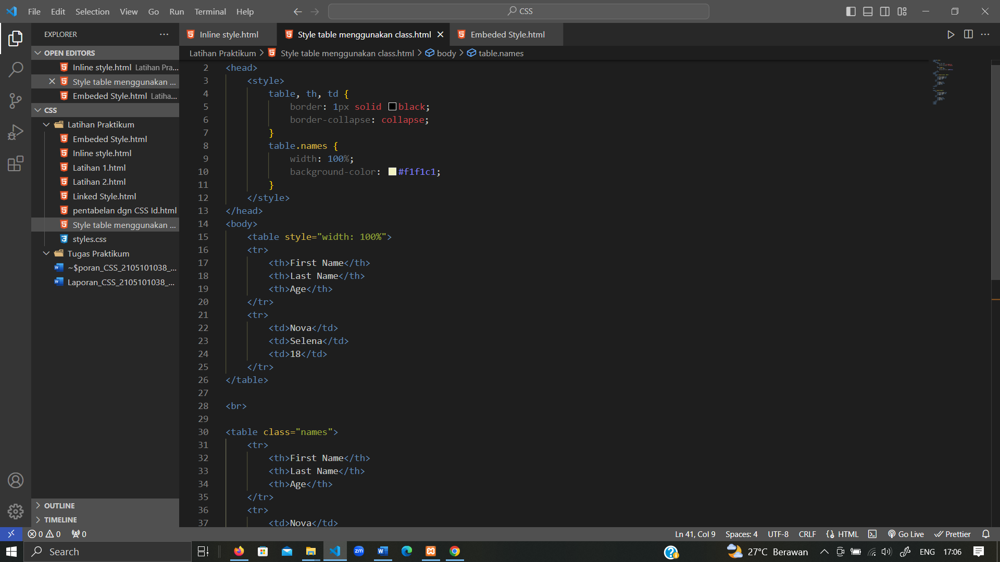 File Edit Selection View Go Run Terminal Help
CSS
EXPLORER
Inline style.html
Style table menggunakan class.html
Embeded Style.html
OPEN EDITORS
Inline style.html Latihan Pra...
Style table menggunakan ...
Embeded Style.html Latiha...
CSS
Latihan Praktikum
Embeded Style.html
Inline style.html
Latihan 1.html
Latihan 2.html
Linked Style.html
pentabelan dgn CSS Id.html
Style table menggunakan ...
styles.css
Tugas Praktikum
~$poran_CSS_2105101038_...
Laporan_CSS_2105101038_...
OUTLINE
TIMELINE
Latihan Praktikum > Style table menggunakan class.html > body > table.names
2 <head>
3 <style>
4 table, th, td {
5 border: 1px solid black;
6 border-collapse: collapse;
7 }
8 table.names {
9 width: 100%;
10 background-color: #f1f1c1;
11 }
12 </style>
13 </head>
14 <body>
15 <table style="width: 100%">
16 <tr>
17 <th>First Name</th>
18 <th>Last Name</th>
19 <th>Age</th>
20 </tr>
21 <tr>
22 <td>Nova</td>
23 <td>Selena</td>
24 <td>18</td>
25 </tr>
26 </table>
27
28 <br>
29
30 <table class="names">
31 <tr>
32 <th>First Name</th>
33 <th>Last Name</th>
34 <th>Age</th>
35 </tr>
36 <tr>
37 <td>Nova</td>
0 0 0
Ln 41, Col 9 Spaces: 4 UTF-8 CRLF HTML Go Live Prettier
Search
zm
27°C Berawan
ENG 17:06